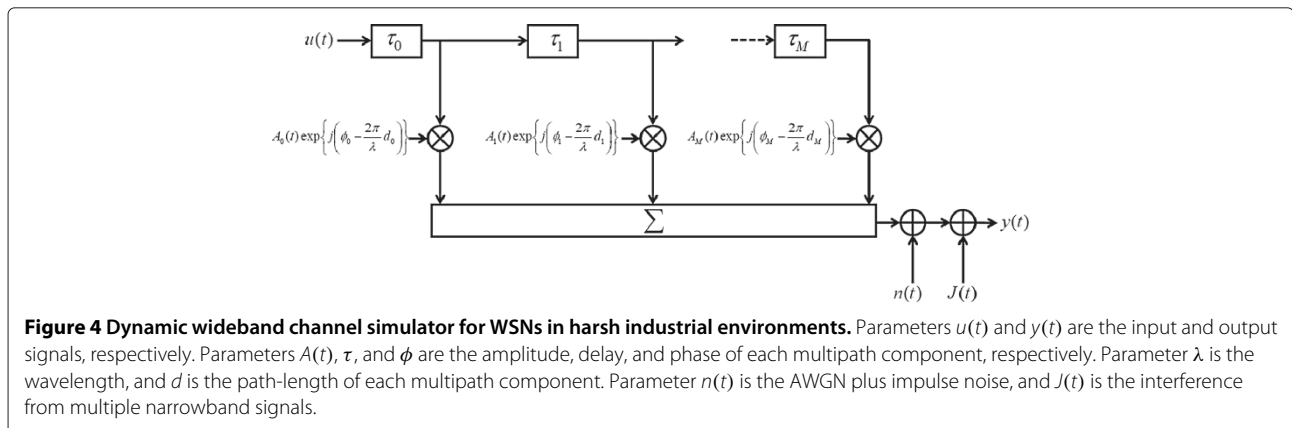 u(t) τ₀ τ₁ τ_M
A₀(t) exp{j(ϕ₀ − 2π/λ d₀)} A₁(t) exp{j(ϕ₁ − 2π/λ d₁)} A_M(t) exp{j(ϕ_M − 2π/λ d_M)}
Σ y(t)
n(t) J(t)
Figure 4 Dynamic wideband channel simulator for WSNs in harsh industrial environments. Parameters u(t) and y(t) are the input and output
signals, respectively. Parameters A(t), τ, and ϕ are the amplitude, delay, and phase of each multipath component, respectively. Parameter λ is the
wavelength, and d is the path-length of each multipath component. Parameter n(t) is the AWGN plus impulse noise, and J(t) is the interference
from multiple narrowband signals.